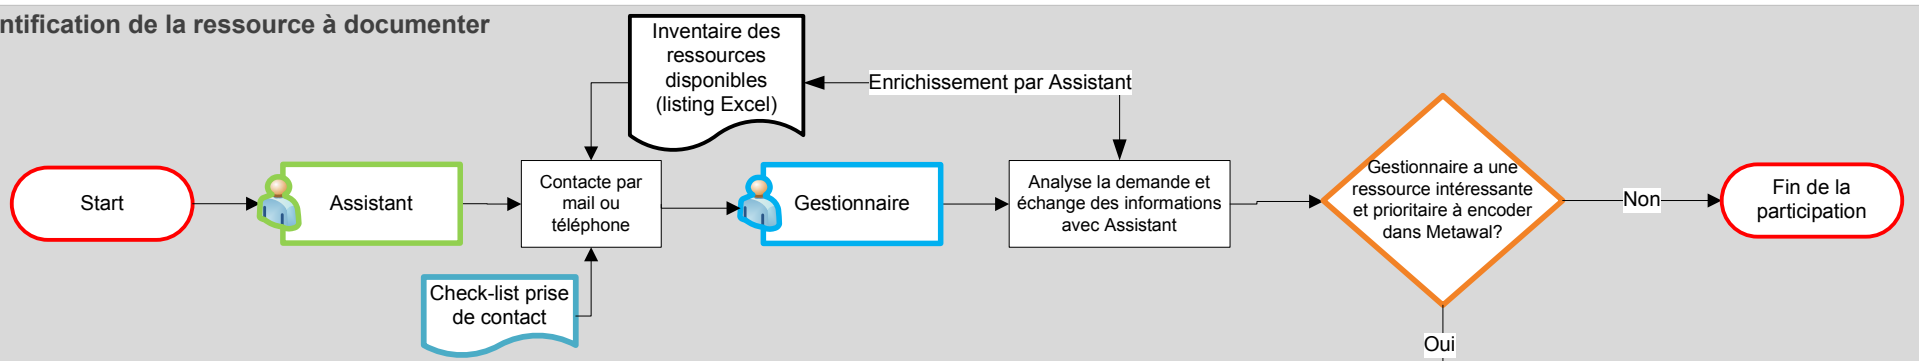 ntification de la ressource à documenter
Inventaire des
ressources
disponibles
(listing Excel)
Enrichissement par Assistant
Start
Assistant
Contacte par
mail ou
téléphone
Gestionnaire
Analyse la demande et
échange des informations
avec Assistant
Gestionnaire a une
ressource intéressante
et prioritaire à encoder
dans Metawal?
Non
Fin de la
participation
Check-list prise
de contact
Oui